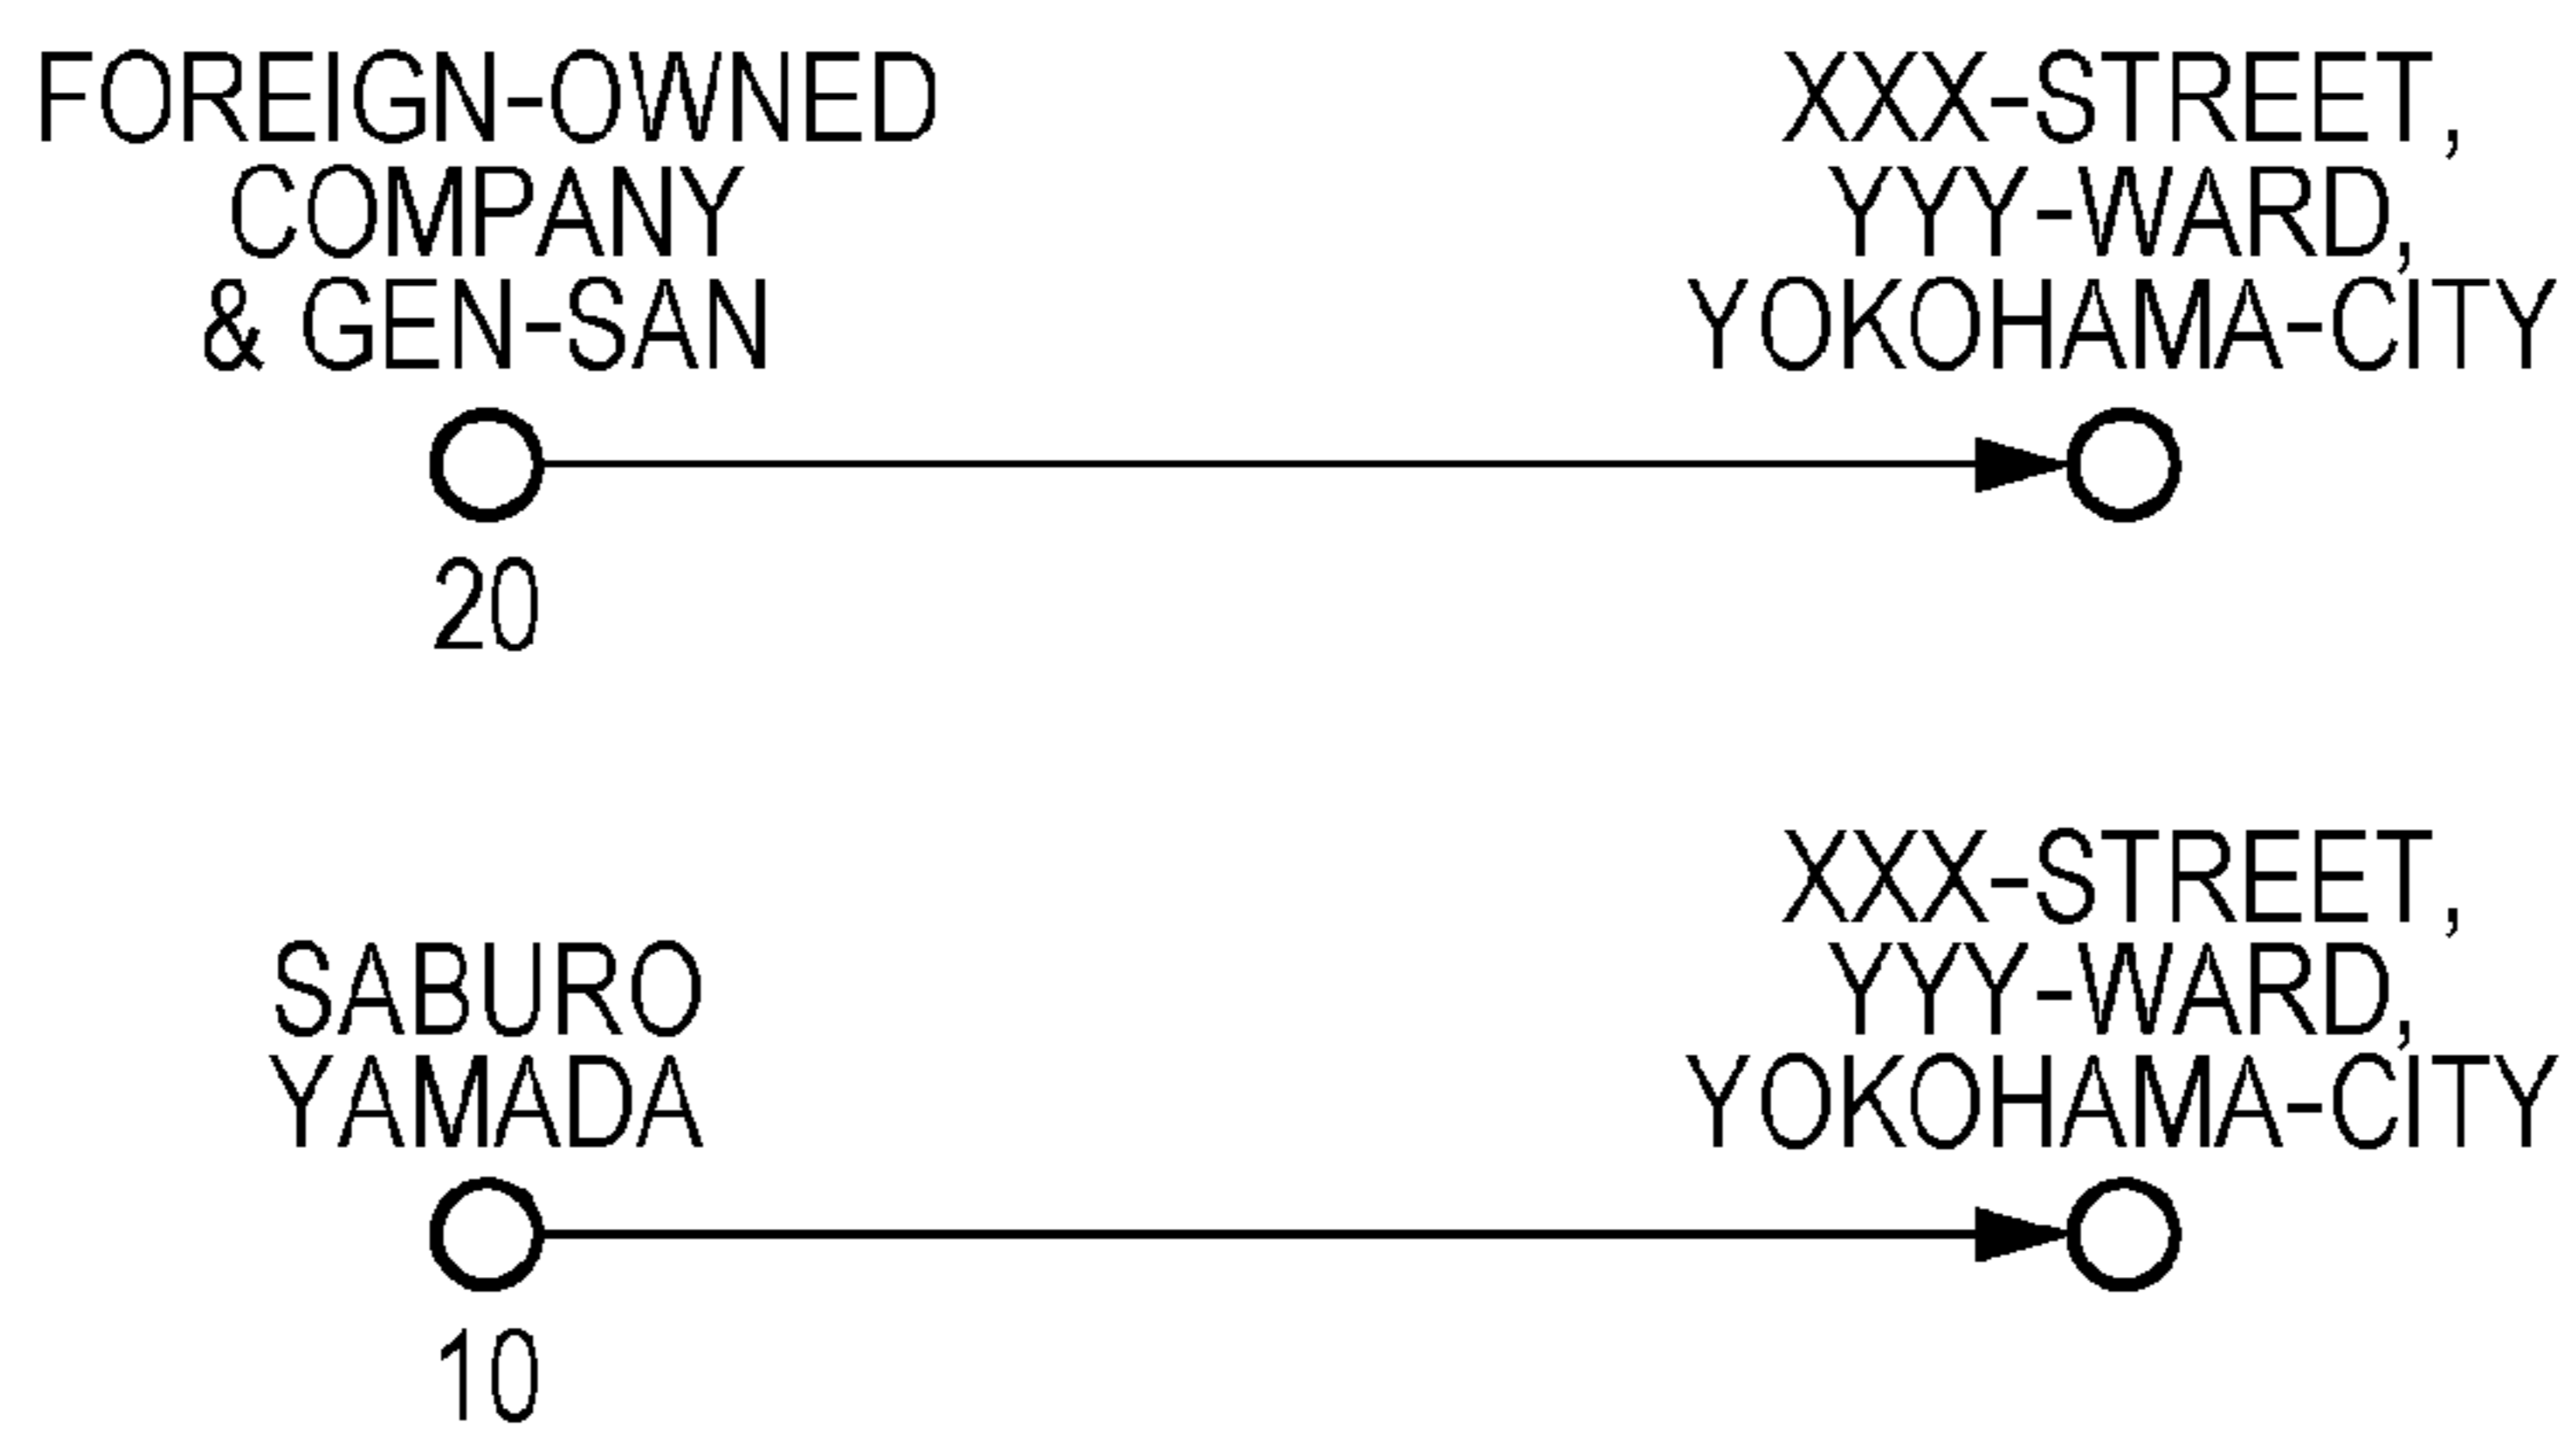 FOREIGN-OWNED
COMPANY
& GEN-SAN
20
XXX-STREET,
YYY-WARD,
YOKOHAMA-CITY
SABURO
YAMADA
10
XXX-STREET,
YYY-WARD,
YOKOHAMA-CITY